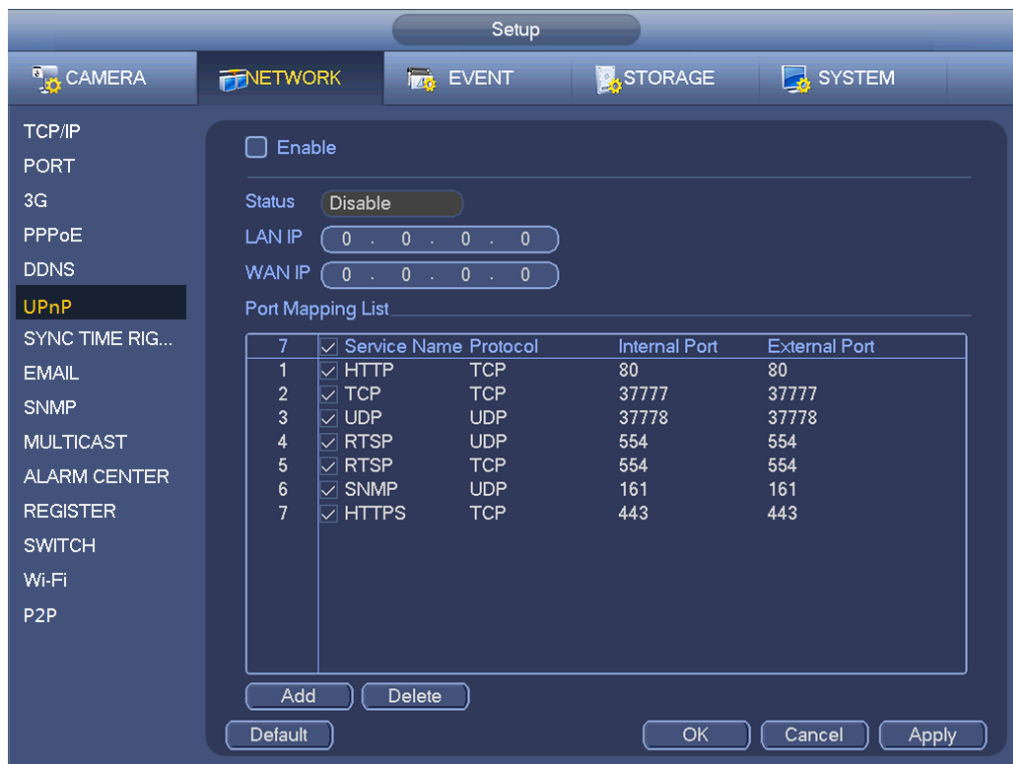 Setup
CAMERA NETWORK EVENT STORAGE SYSTEM
TCP/IP
PORT
3G
PPPoE
DDNS
UPnP
SYNC TIME RIG...
EMAIL
SNMP
MULTICAST
ALARM CENTER
REGISTER
SWITCH
Wi-Fi
P2P
Enable
Status Disable
LAN IP 0 . 0 . 0 . 0
WAN IP 0 . 0 . 0 . 0
Port Mapping List
7 Service Name Protocol Internal Port External Port
1 HTTP TCP 80 80
2 TCP TCP 37777 37777
3 UDP UDP 37778 37778
4 RTSP UDP 554 554
5 RTSP TCP 554 554
6 SNMP UDP 161 161
7 HTTPS TCP 443 443
Add Delete
Default OK Cancel Apply